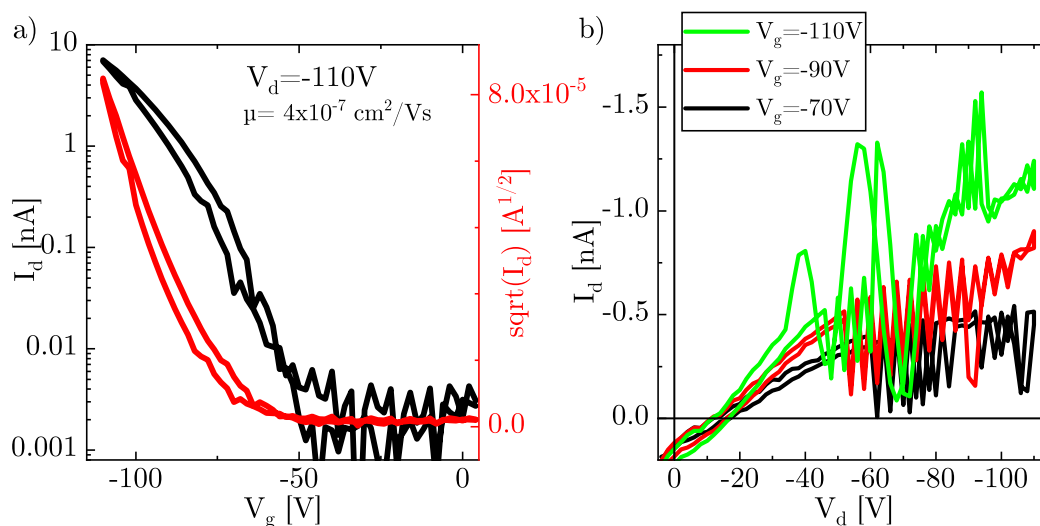 a)
V_d=-110V
μ= 4x10^-7 cm^2/Vs
10
1
0.1
0.01
0.001
I_d [nA]
-100
-50
0
V_g [V]
8.0x10^-5
0.0
sqrt(I_d) [A^1/2]
b)
V_g=-110V
V_g=-90V
V_g=-70V
-1.5
-1.0
-0.5
0.0
I_d [nA]
0
-20
-40
-60
-80
-100
V_d [V]